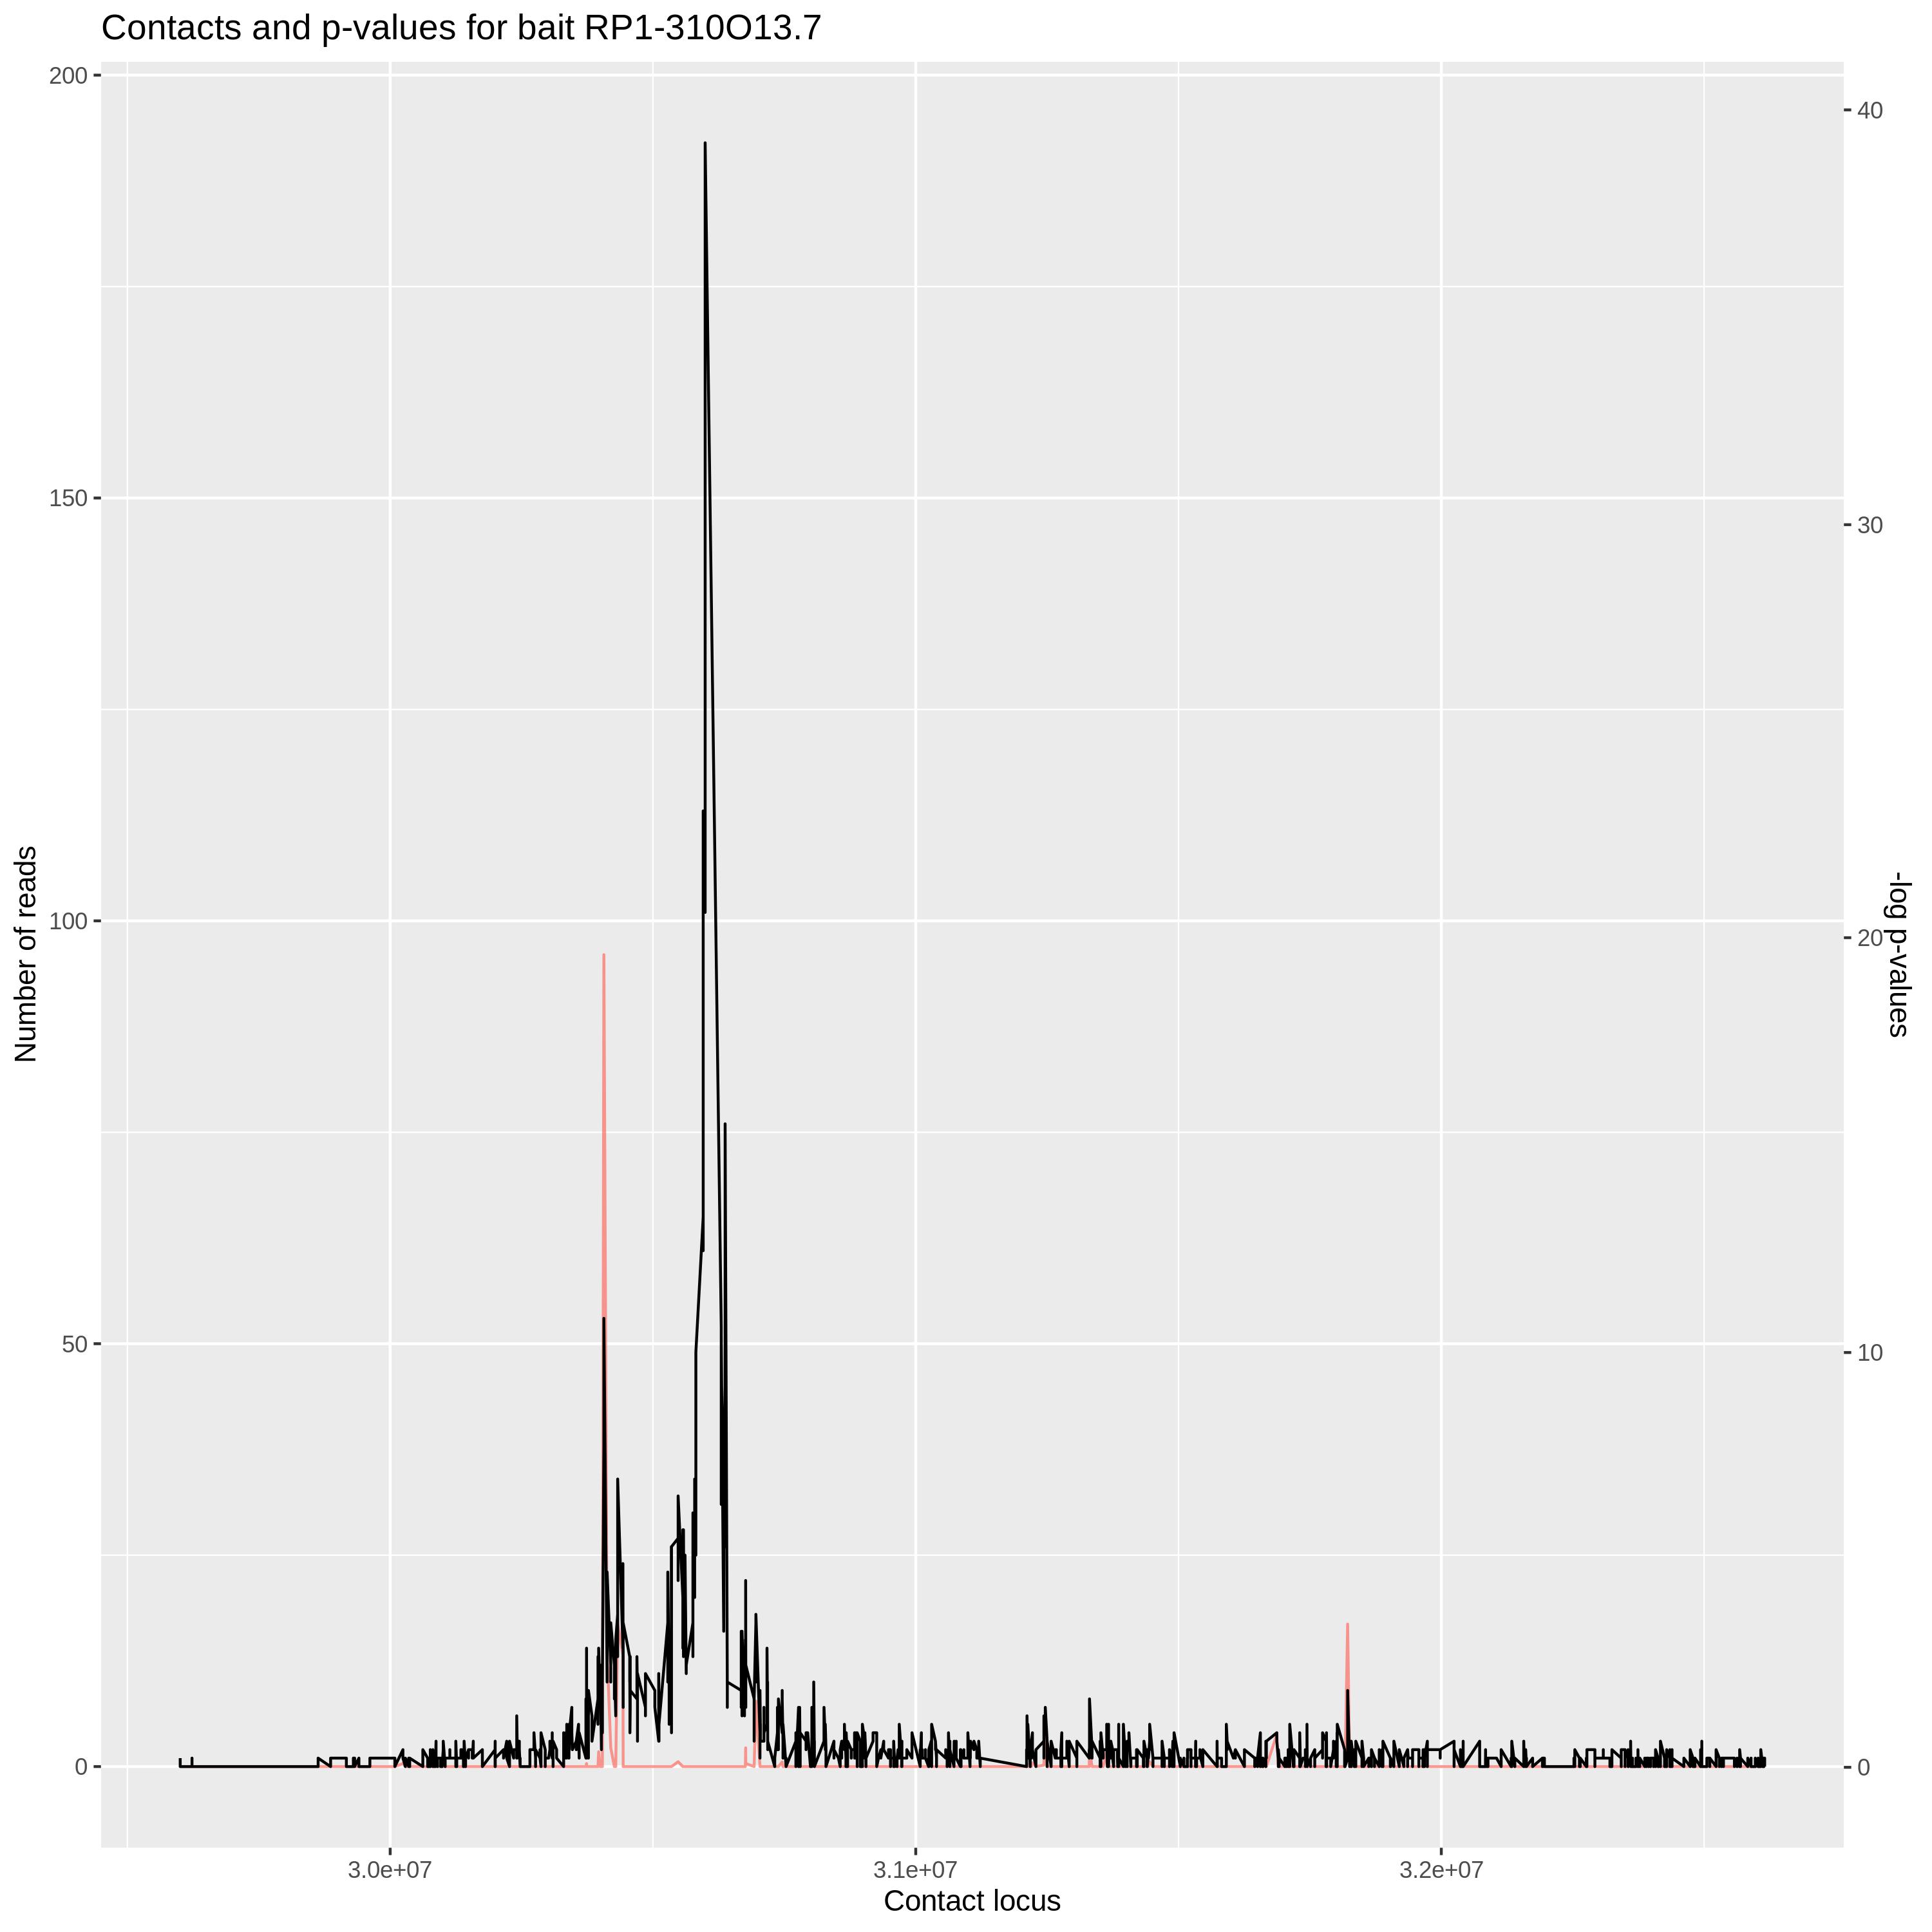 Contacts and p-values for bait RP1-310O13.7
200
150
100
50
0
Number of reads
40
30
20
10
0
-log p-values
3.0e+07
3.1e+07
3.2e+07
Contact locus